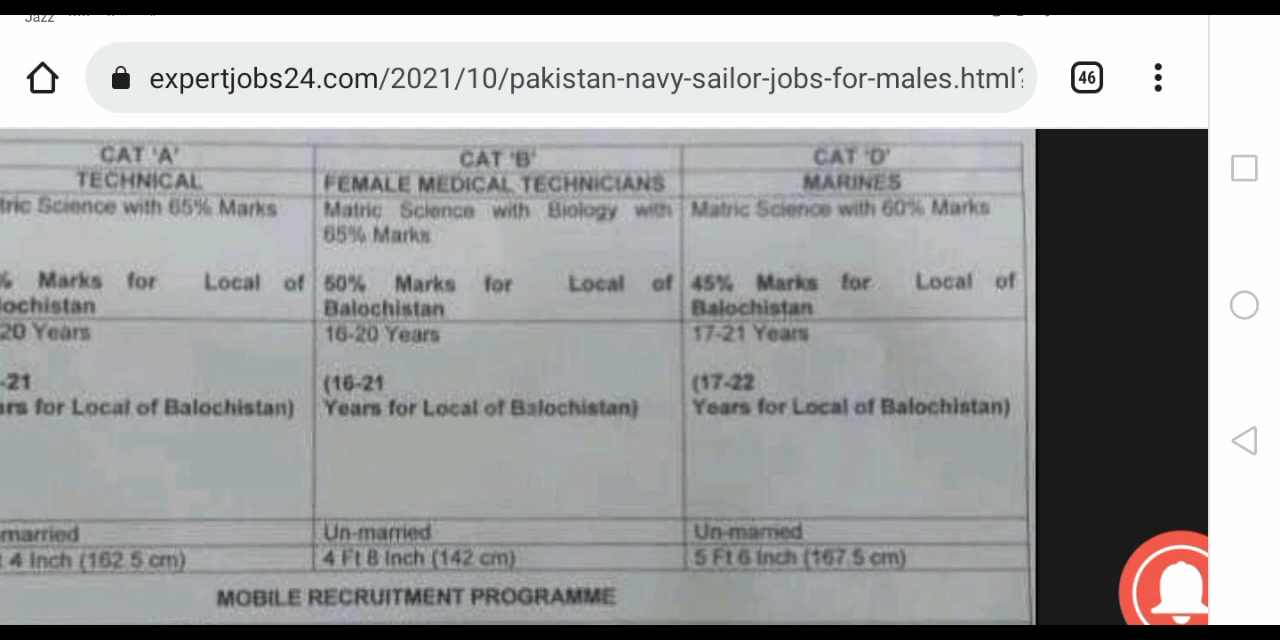 Jazz
expertjobs24.com/2021/10/pakistan-navy-sailor-jobs-for-males.html?
46
CAT 'A' CAT 'B' CAT 'D'
TECHNICAL FEMALE MEDICAL TECHNICIANS MARINES
tric Science with 65% Marks Matric Science with Biology with Matric Science with 60% Marks
65% Marks
% Marks for Local of 50% Marks for Local of 45% Marks for Local of
lochistan Balochistan Balochistan
20 Years 16-20 Years 17-21 Years
-21 (16-21 (17-22
ars for Local of Balochistan) Years for Local of Balochistan) Years for Local of Balochistan)
married Un-married Un-married
4 Inch (162.5 cm) 4 Ft 8 Inch (142 cm) 5 Ft 6 Inch (167.5 cm)
MOBILE RECRUITMENT PROGRAMME